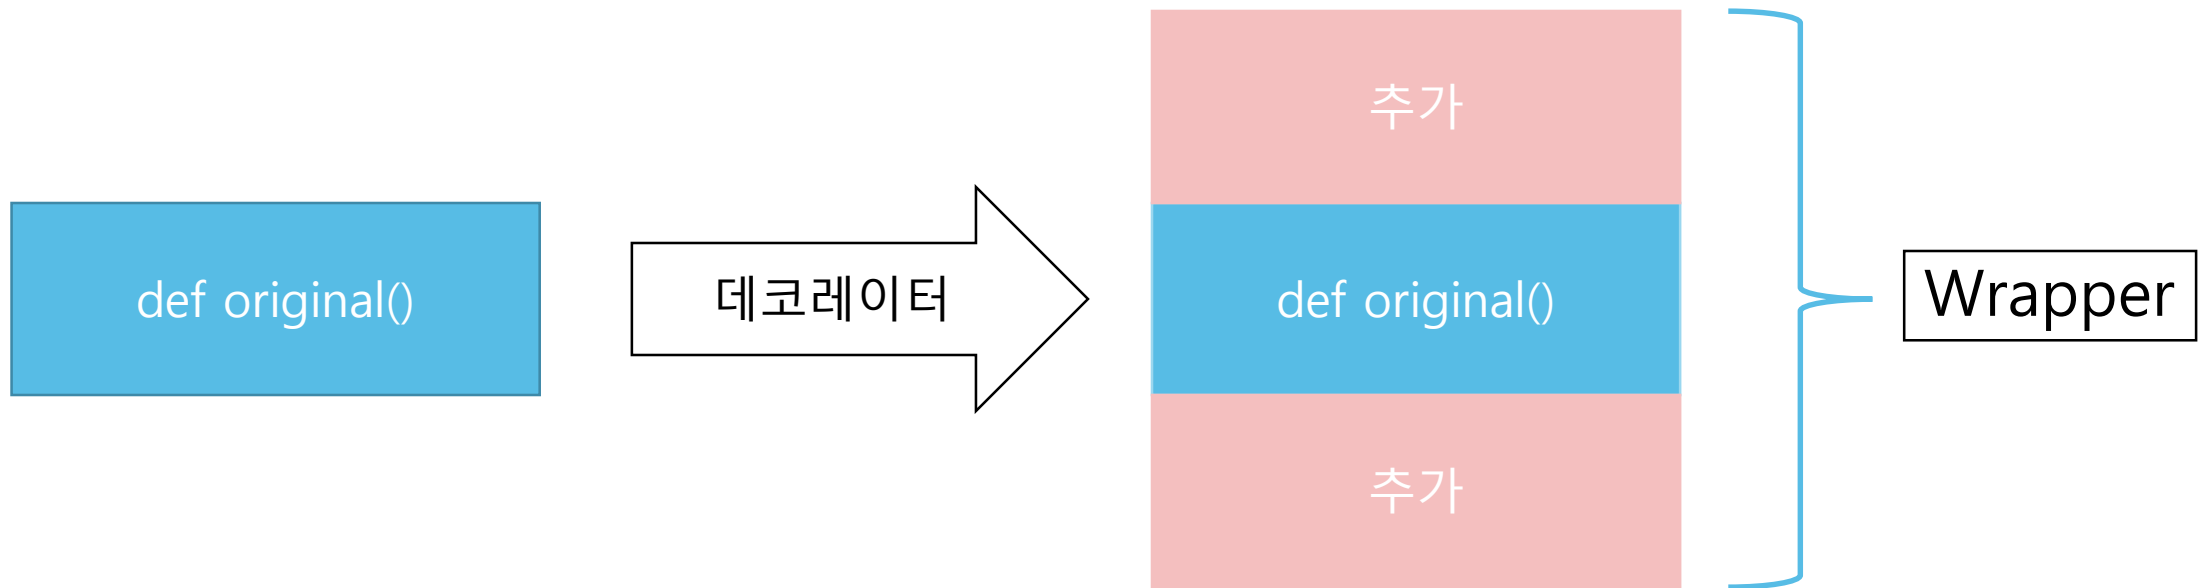 def original()
데코레이터
추가
def original()
추가
Wrapper